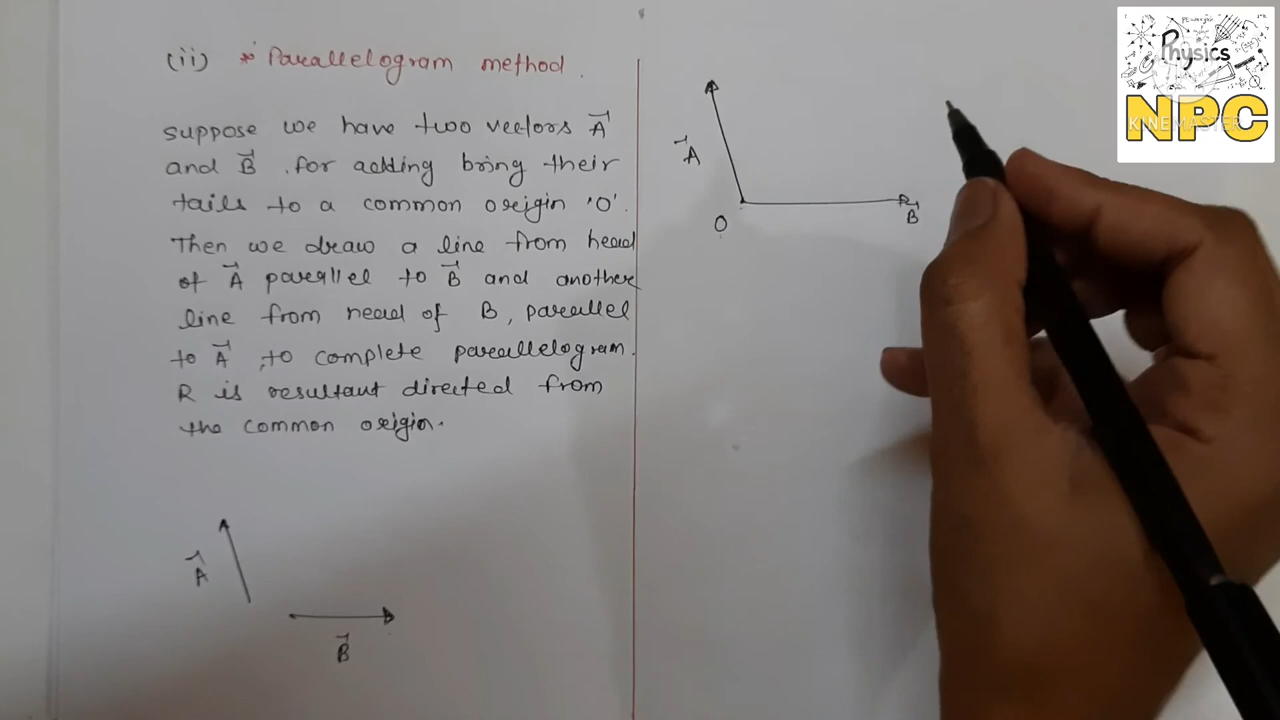 (ii) * Parallelogram method.
suppose we have two vectors A⃗
and B⃗ . for adding bring their
tails to a common origin 'O'.
Then we draw a line from head
of A⃗ parallel to B⃗ and another
line from head of B, parallel
to A⃗ , to complete parallelogram.
R is resultant directed from
the common origin.
A⃗
B⃗
A⃗
O
B⃗
Physics
NPC
KINEMASTER